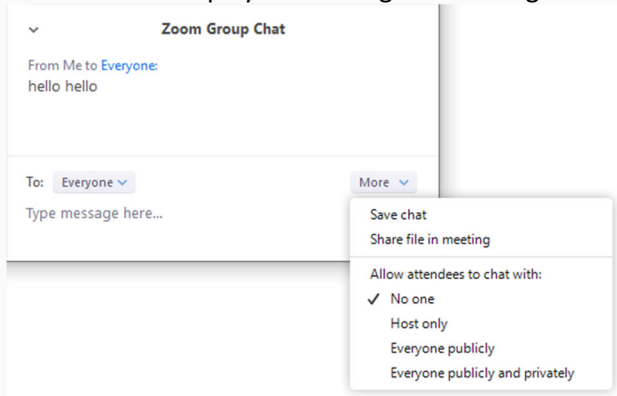 Zoom Group Chat
From Me to Everyone:
hello hello
To: Everyone
More
Type message here...
Save chat
Share file in meeting
Allow attendees to chat with:
No one
Host only
Everyone publicly
Everyone publicly and privately